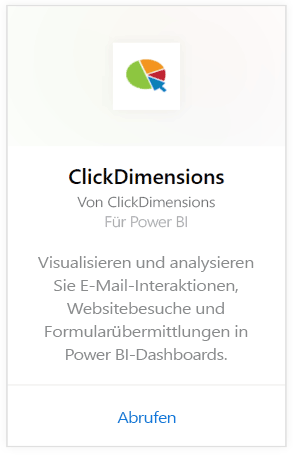 ClickDimensions
Von ClickDimensions
Für Power BI
Visualisieren und analysieren
Sie E-Mail-Interaktionen,
Websitebesuche und
Formularübermittlungen in
Power BI-Dashboards.
Abrufen